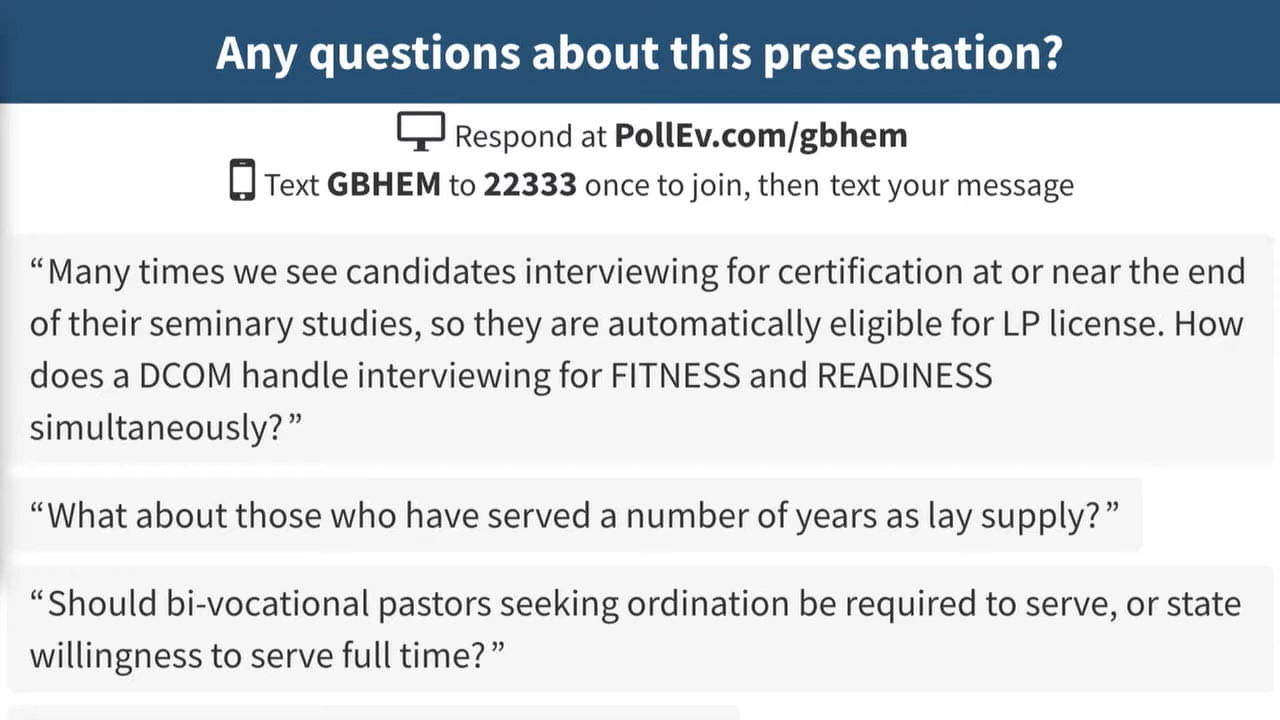 Any questions about this presentation?
Respond at PollEv.com/gbhem
Text GBHEM to 22333 once to join, then text your message
“Many times we see candidates interviewing for certification at or near the end
of their seminary studies, so they are automatically eligible for LP license. How
does a DCOM handle interviewing for FITNESS and READINESS
simultaneously?”
“What about those who have served a number of years as lay supply?”
“Should bi-vocational pastors seeking ordination be required to serve, or state
willingness to serve full time?”